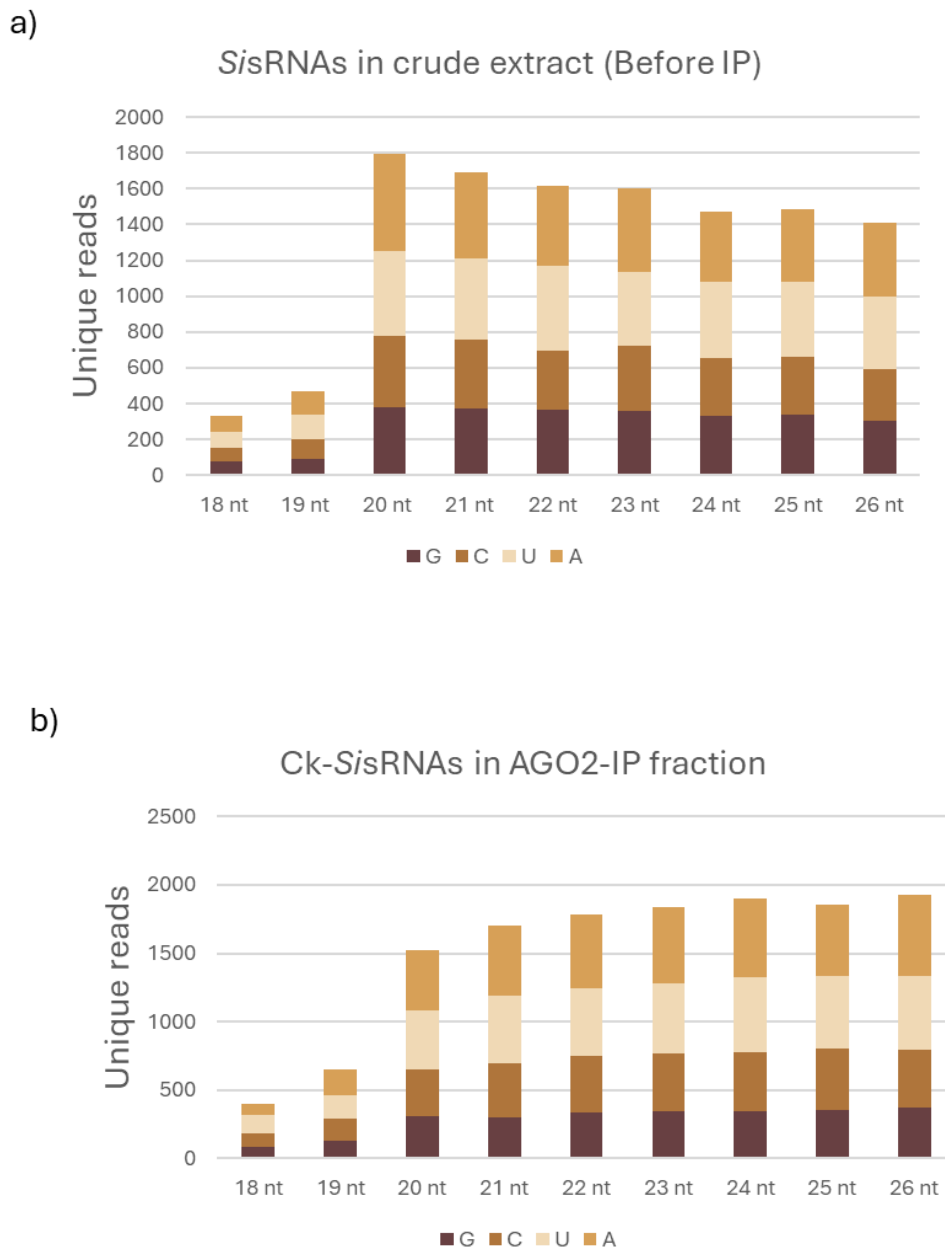 a)
SisRNAs in crude extract (Before IP)
2000
1800
1600
1400
1200
1000
800
600
400
200
0
Unique reads
18 nt 19 nt 20 nt 21 nt 22 nt 23 nt 24 nt 25 nt 26 nt
G C U A
b)
Ck-SisRNAs in AGO2-IP fraction
2500
2000
1500
1000
500
0
Unique reads
18 nt 19 nt 20 nt 21 nt 22 nt 23 nt 24 nt 25 nt 26 nt
G C U A